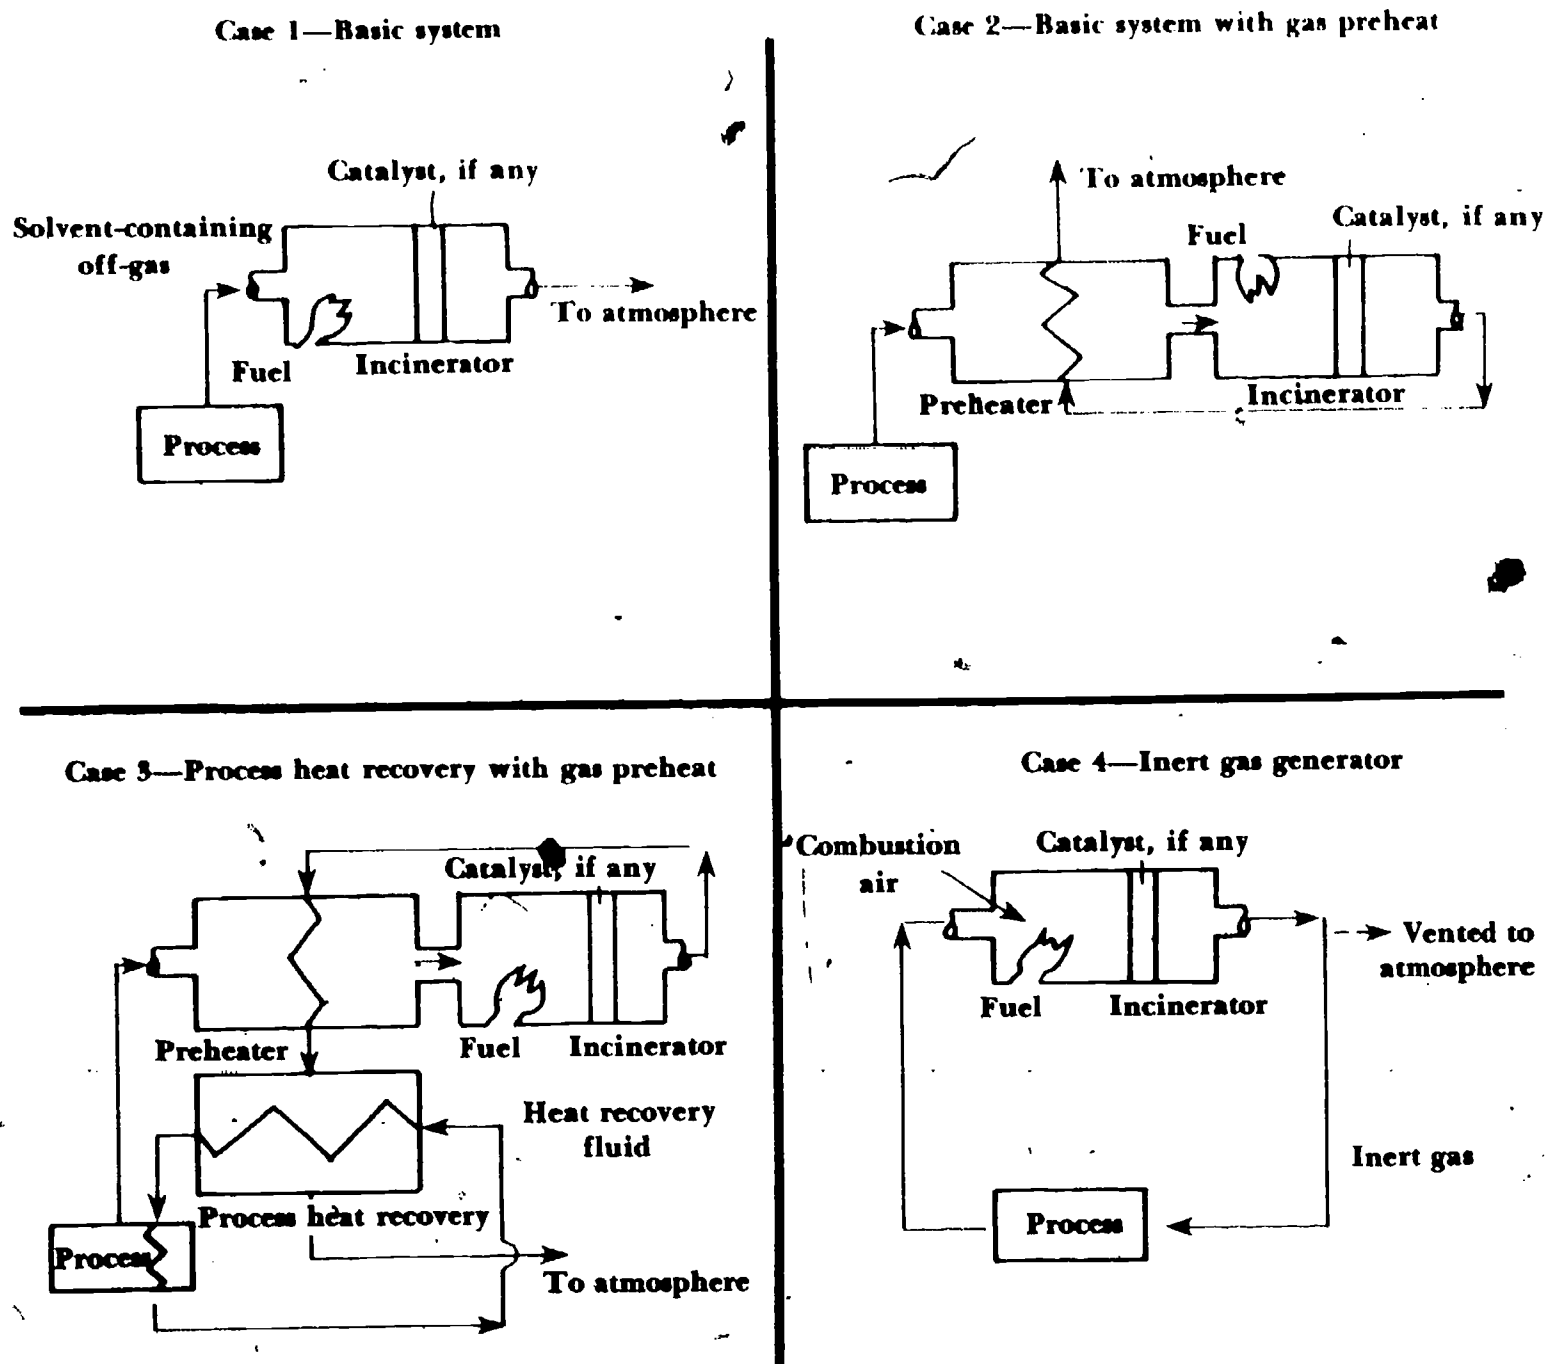 Case 1—Basic system
Catalyst, if any
Solvent-containing
off-gas
To atmosphere
Fuel
Incinerator
Process
Case 2—Basic system with gas preheat
To atmosphere
Catalyst, if any
Fuel
Preheater
Incinerator
Process
Case 3—Process heat recovery with gas preheat
Catalyst, if any
Preheater
Fuel
Incinerator
Heat recovery
fluid
Process heat recovery
Process
To atmosphere
Case 4—Inert gas generator
Combustion
air
Catalyst, if any
Vented to
atmosphere
Fuel
Incinerator
Inert gas
Process